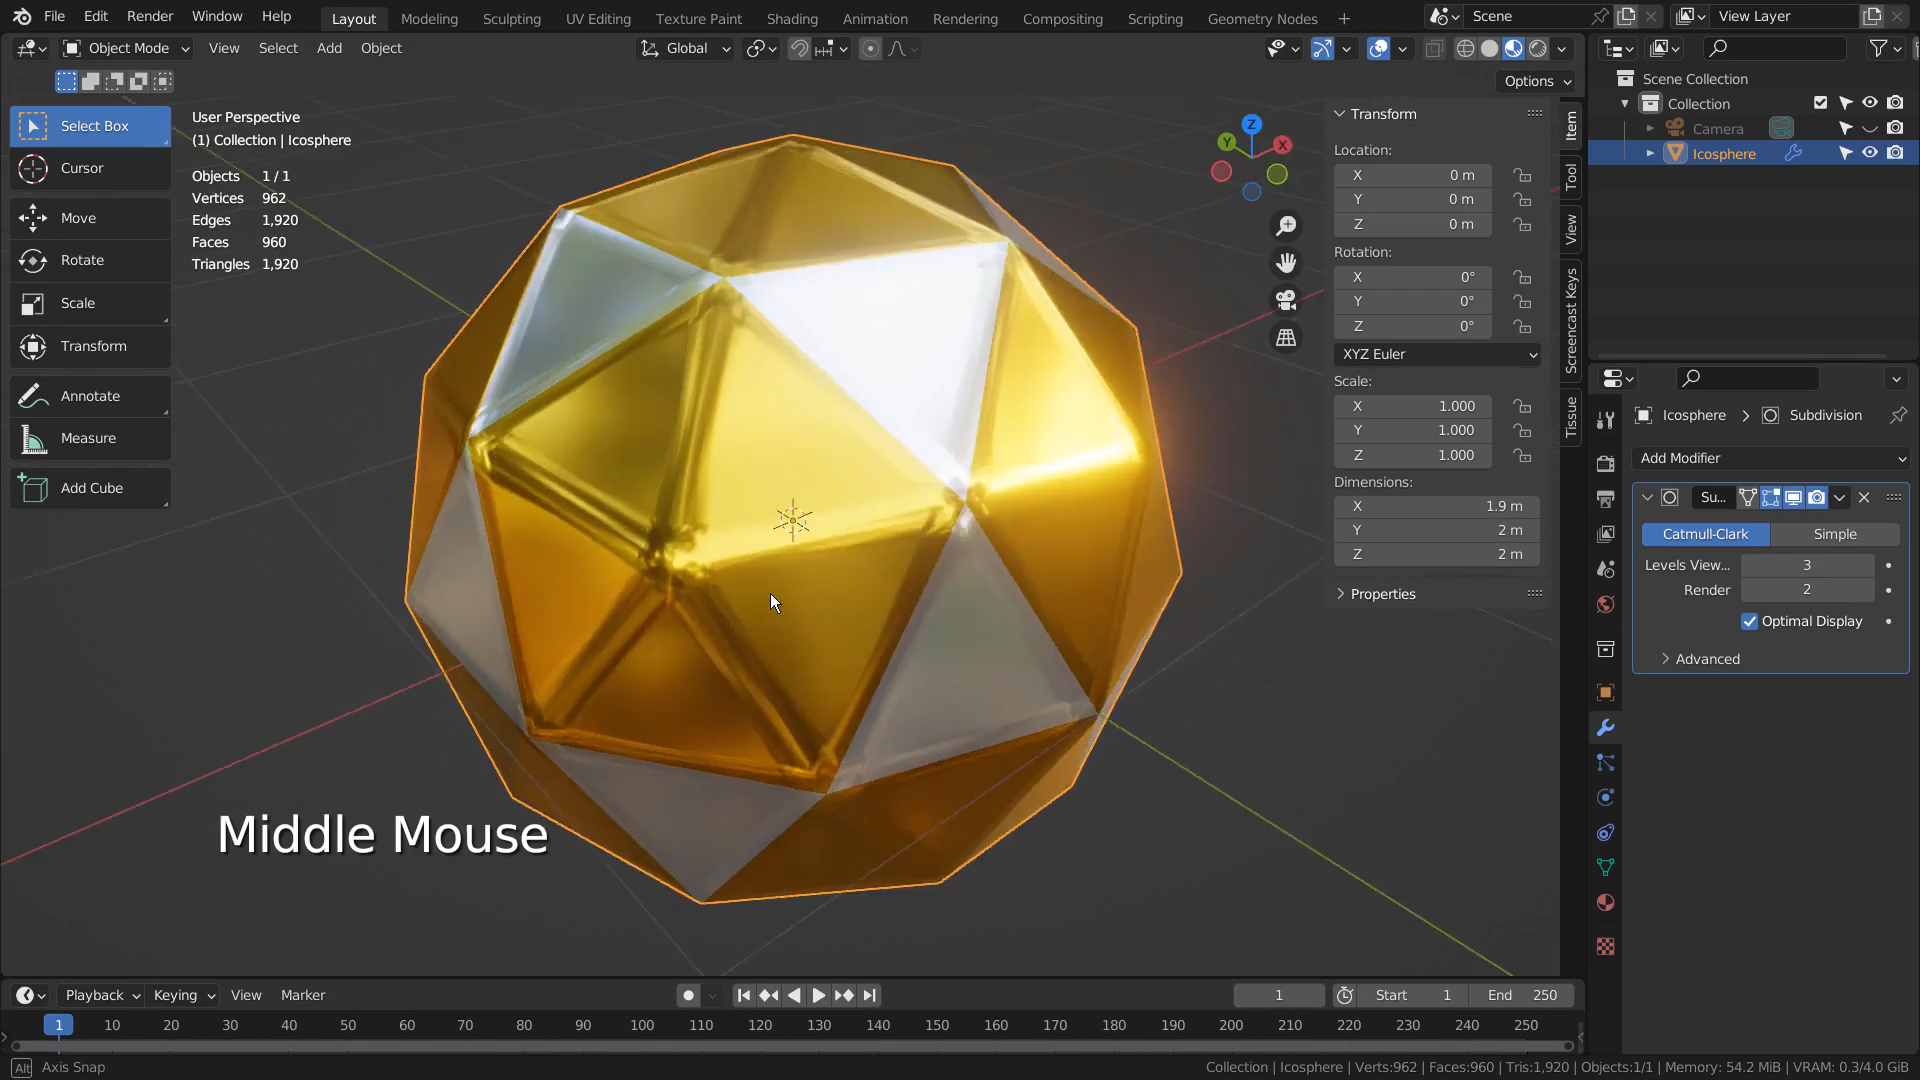 File Edit Render Window Help Layout Modeling Sculpting UV Editing Texture Paint Shading Animation Rendering Compositing Scripting Geometry Nodes + Scene View Layer
Object Mode View Select Add Object Global
Options
Select Box
Cursor
Move
Rotate
Scale
Transform
Annotate
Measure
Add Cube
User Perspective
(1) Collection | Icosphere
Objects 1 / 1
Vertices 962
Edges 1,920
Faces 960
Triangles 1,920
Z
Y
X
Transform
Location:
X 0 m
Y 0 m
Z 0 m
Rotation:
X 0°
Y 0°
Z 0°
XYZ Euler
Scale:
X 1.000
Y 1.000
Z 1.000
Dimensions:
X 1.9 m
Y 2 m
Z 2 m
Properties
Item
Tool
View
Screencast Keys
Tissue
Scene Collection
Collection
Camera
Icosphere
Icosphere > Subdivision
Add Modifier
Su...
Catmull-Clark Simple
Levels View... 3
Render 2
Optimal Display
Advanced
Middle Mouse
Playback Keying View Marker 1 Start 1 End 250
1 10 20 30 40 50 60 70 80 90 100 110 120 130 140 150 160 170 180 190 200 210 220 230 240 250
Alt Axis Snap
Collection | Icosphere | Verts:962 | Faces:960 | Tris:1,920 | Objects:1/1 | Memory: 54.2 MiB | VRAM: 0.3/4.0 GiB